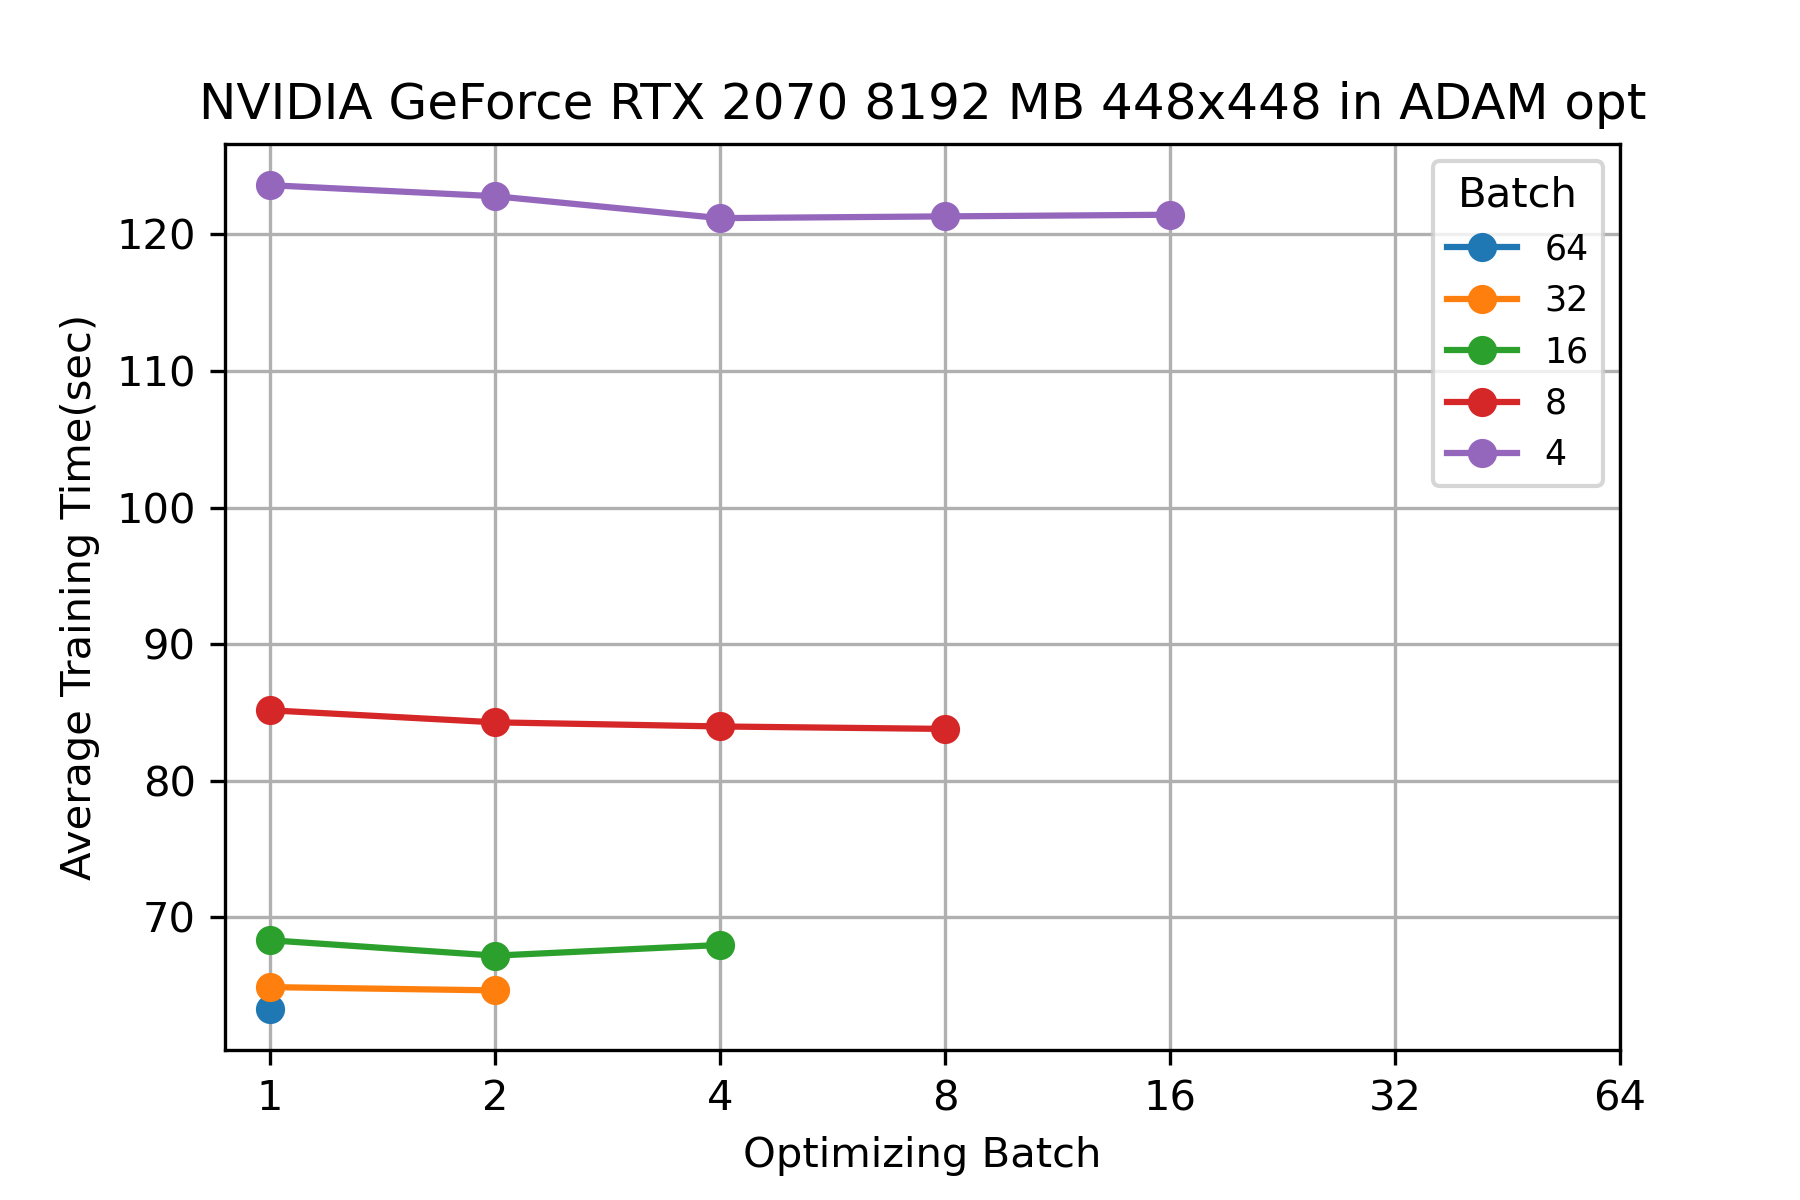 NVIDIA GeForce RTX 2070 8192 MB 448x448 in ADAM opt
Batch
64
32
16
8
4
120
110
100
90
80
70
Average Training Time(sec)
1 2 4 8 16 32 64
Optimizing Batch